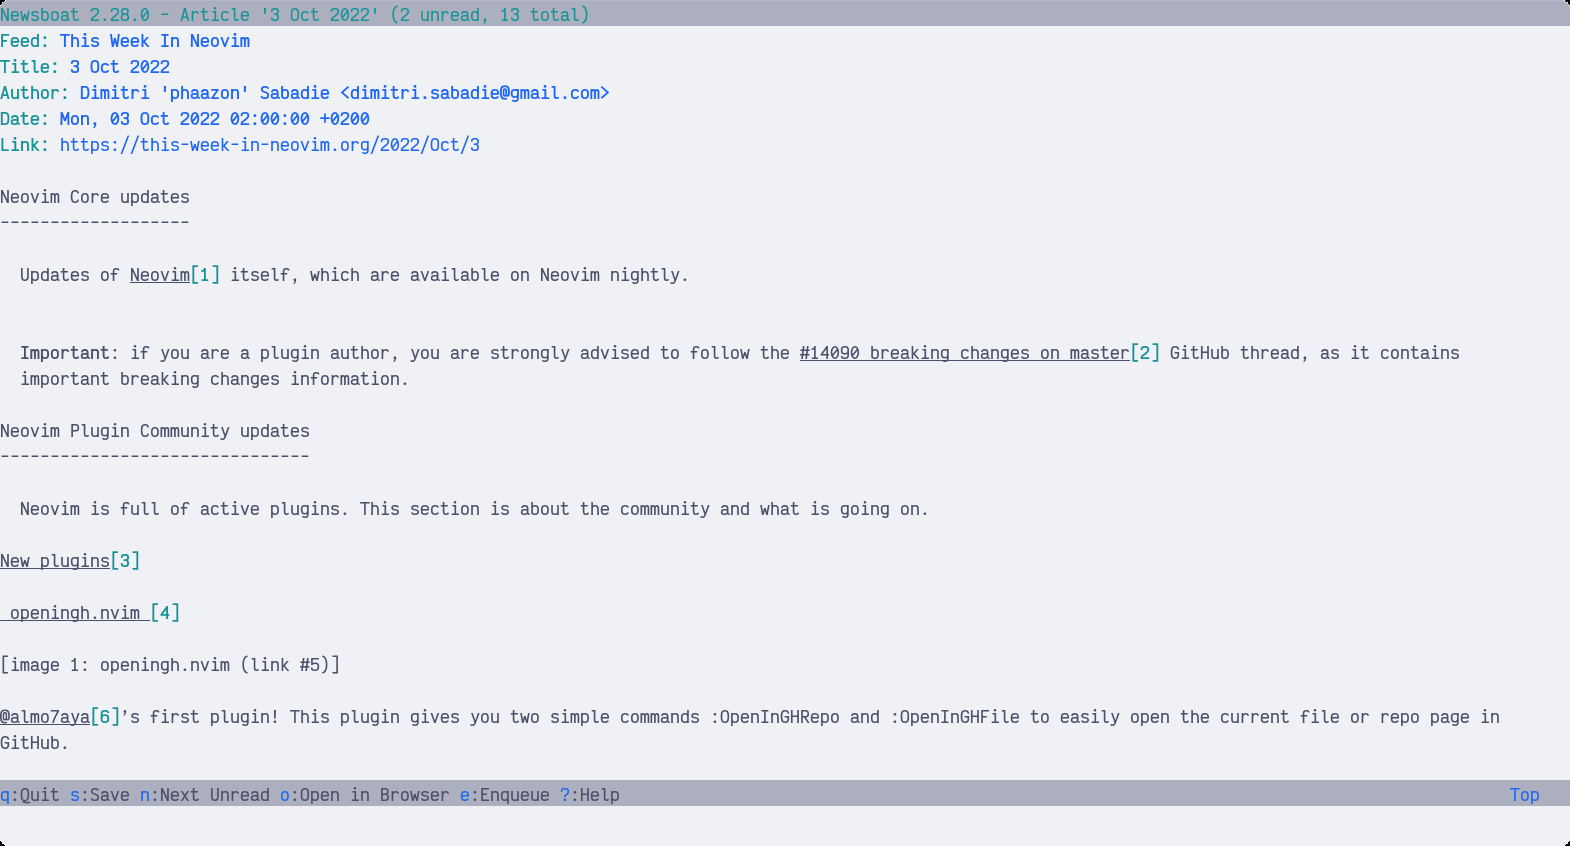 Newsboat 2.28.0 - Article '3 Oct 2022' (2 unread, 13 total)
Feed: This Week In Neovim
Title: 3 Oct 2022
Author: Dimitri 'phaazon' Sabadie <dimitri.sabadie@gmail.com>
Date: Mon, 03 Oct 2022 02:00:00 +0200
Link: https://this-week-in-neovim.org/2022/Oct/3
Neovim Core updates
-------------------
Updates of Neovim[1] itself, which are available on Neovim nightly.
Important: if you are a plugin author, you are strongly advised to follow the #14090 breaking changes on master[2] GitHub thread, as it contains
important breaking changes information.
Neovim Plugin Community updates
-------------------------------
Neovim is full of active plugins. This section is about the community and what is going on.
New plugins[3]
openingh.nvim [4]
[image 1: openingh.nvim (link #5)]
@almo7aya[6]’s first plugin! This plugin gives you two simple commands :OpenInGHRepo and :OpenInGHFile to easily open the current file or repo page in
GitHub.
q:Quit s:Save n:Next Unread o:Open in Browser e:Enqueue ?:Help Top